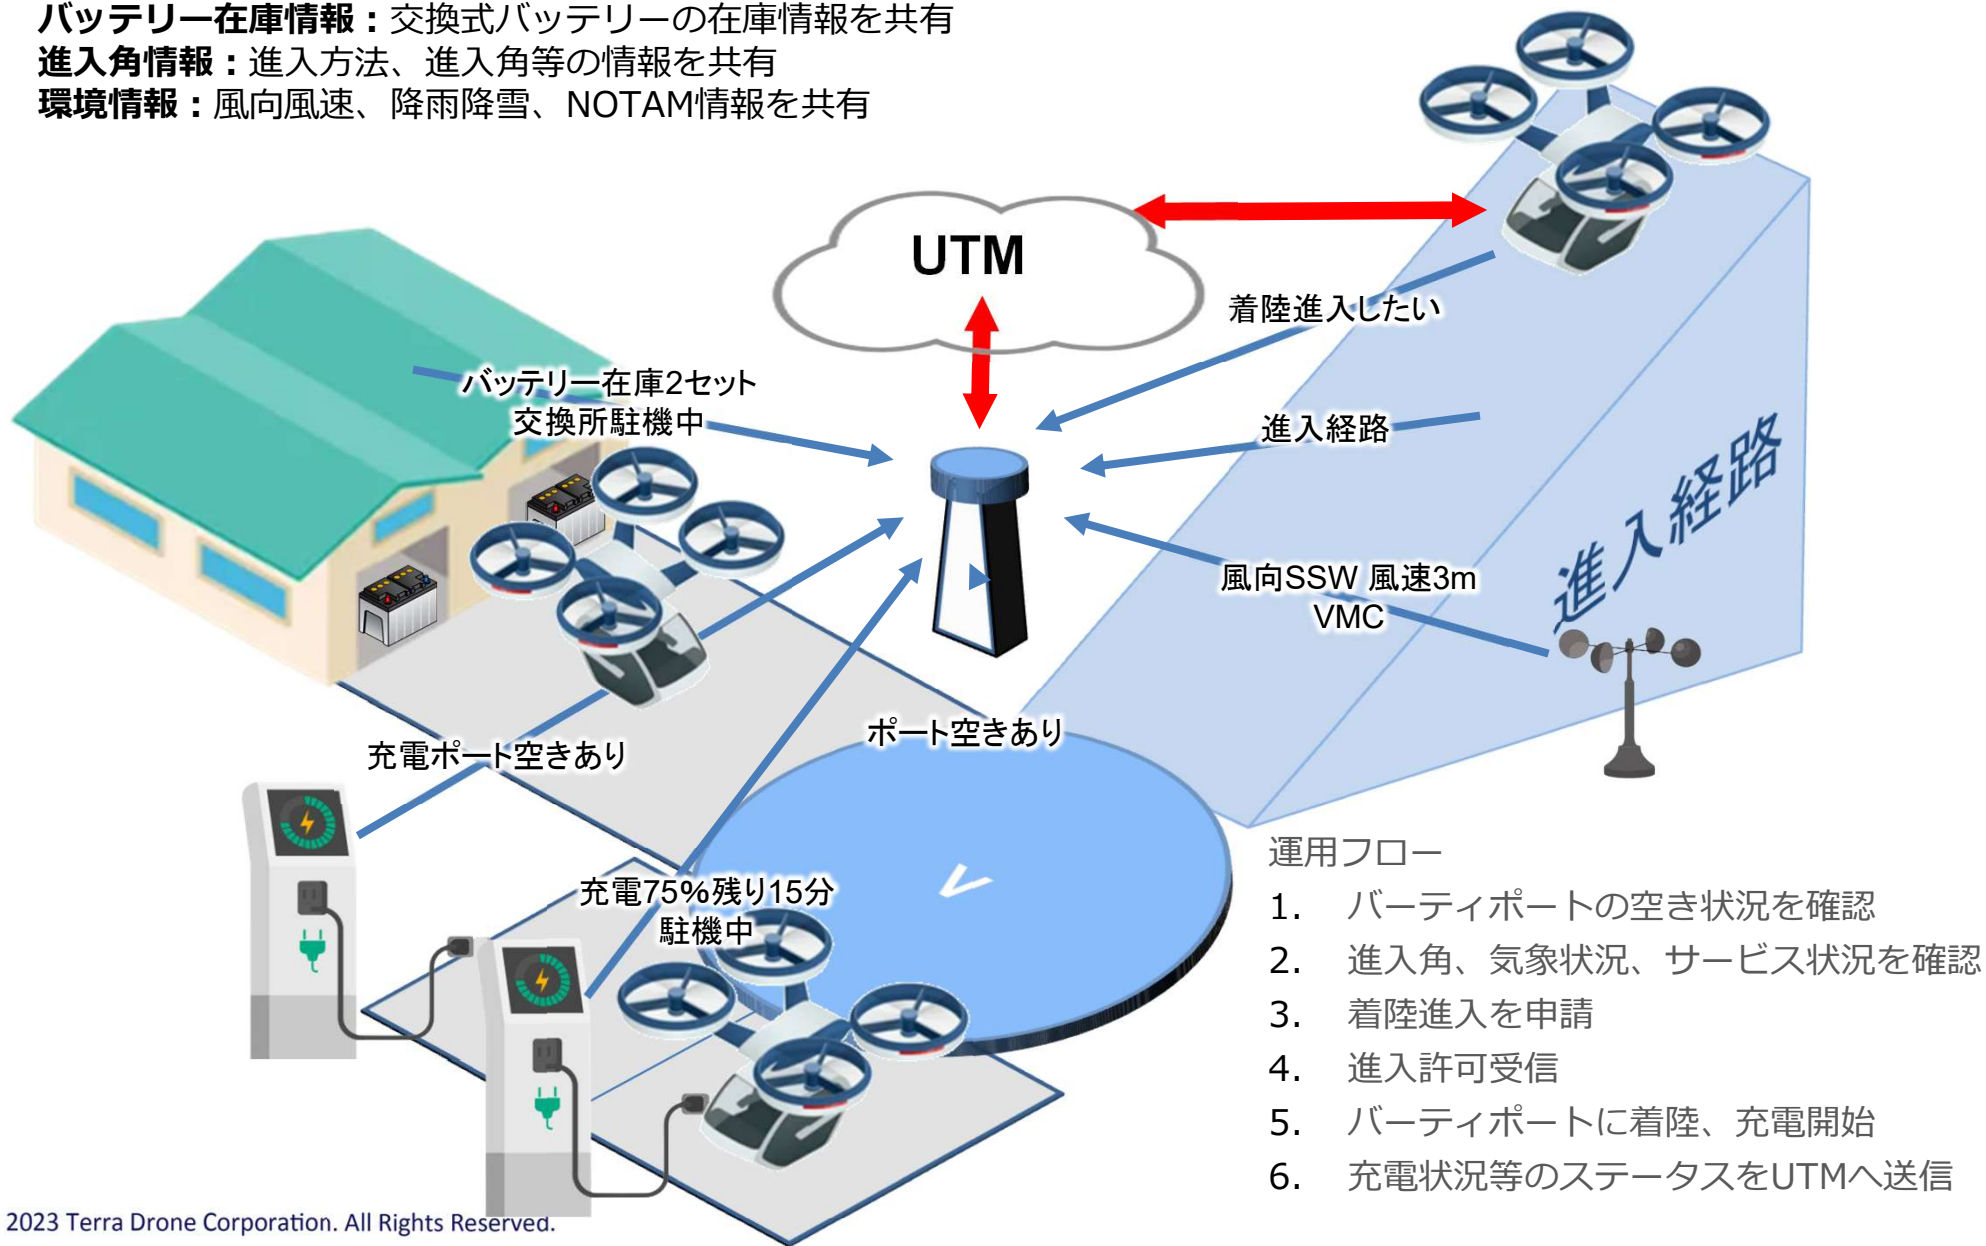 バッテリー在庫情報：交換式バッテリーの在庫情報を共有
進入角情報：進入方法、進入角等の情報を共有
環境情報：風向風速、降雨降雪、NOTAM情報を共有
UTM
着陸進入したい
バッテリー在庫2セット
交換所駐機中
進入経路
進入経路
風向SSW 風速3m
VMC
ポート空きあり
充電ポート空きあり
充電75%残り15分
駐機中
V
運用フロー
1. バーティポートの空き状況を確認
2. 進入角、気象状況、サービス状況を確認
3. 着陸進入を申請
4. 進入許可受信
5. バーティポートに着陸、充電開始
6. 充電状況等のステータスをUTMへ送信
2023 Terra Drone Corporation. All Rights Reserved.